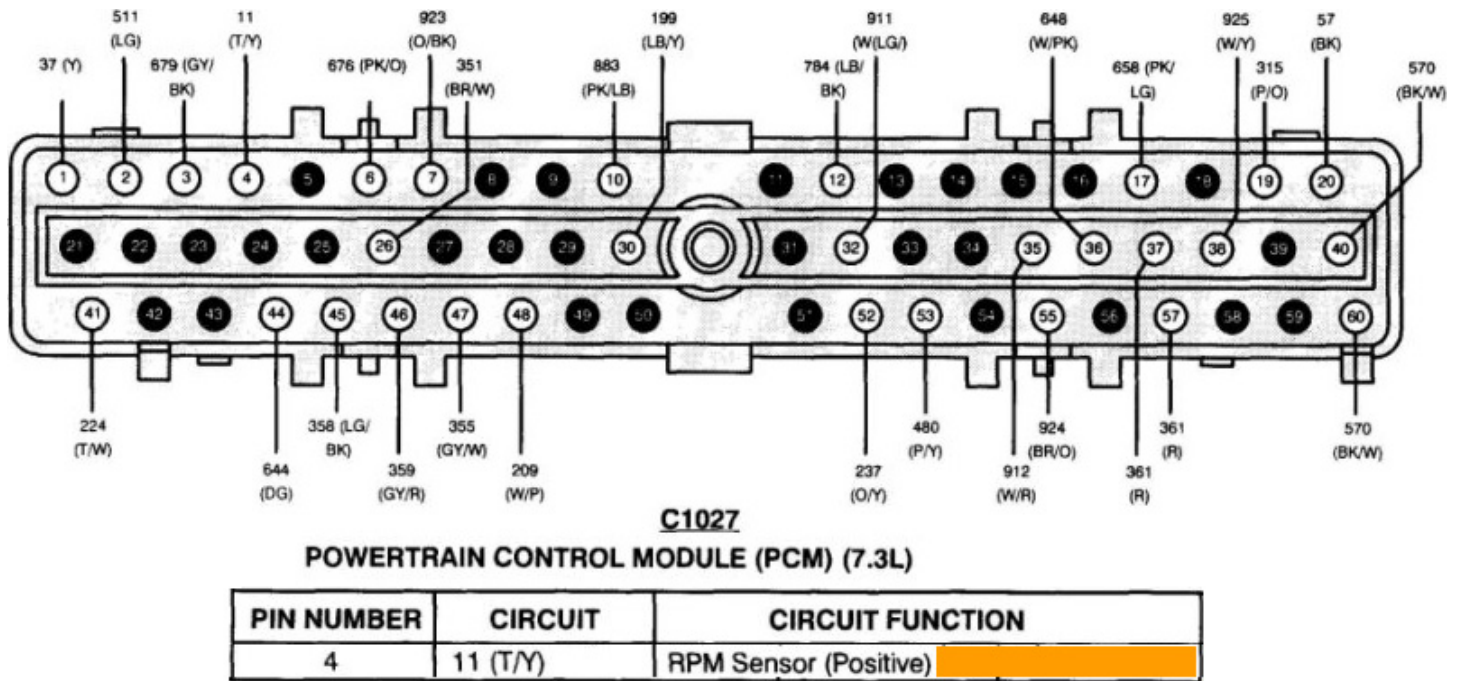 511 11 923 199 911 648 925 57
(LG) (T/Y) (O/BK) (LB/Y) (W(LG/) (W/PK) (W/Y) (BK)
37 (Y) 679 (GY/ 676 (PK/O) 351 883 784 (LB/ 658 (PK/ 315 570
BK) (BR/W) (PK/LB) BK) LG) (P/O) (BK/W)
1 2 3 4 5 6 7 8 9 10 11 12 13 14 15 16 17 18 19 20
21 22 23 24 25 26 27 28 29 30 31 32 33 34 35 36 37 38 39 40
41 42 43 44 45 46 47 48 49 50 51 52 53 54 55 56 57 58 59 60
224 358 (LG/ 355 480 924 361 570
(T/W) BK) (GY/W) (P/Y) (BR/O) (R) (BK/W)
644 359 209 237 912 361
(DG) (GY/R) (W/P) (O/Y) (W/R) (R)
C1027
POWERTRAIN CONTROL MODULE (PCM) (7.3L)
PIN NUMBER CIRCUIT CIRCUIT FUNCTION
4 11 (T/Y) RPM Sensor (Positive)